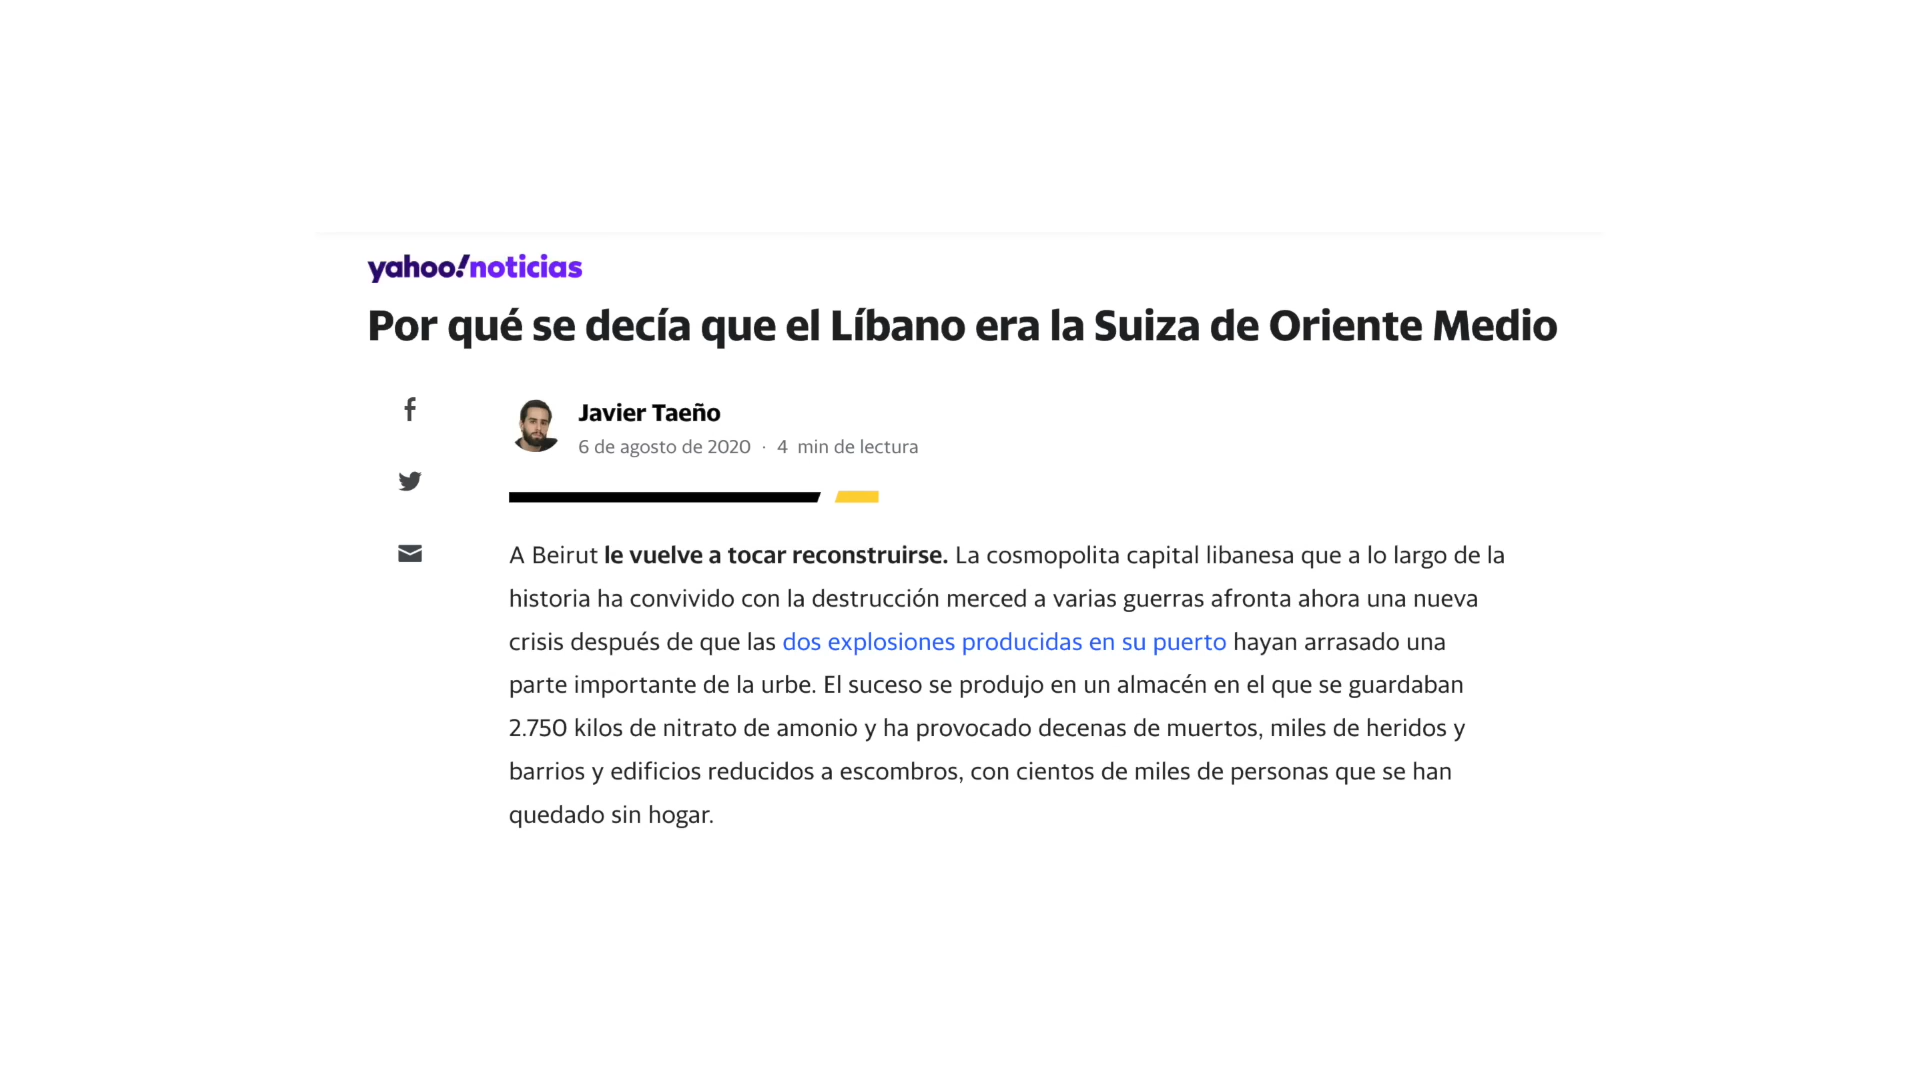 yahoo!noticias
Por qué se decía que el Líbano era la Suiza de Oriente Medio
Javier Taeño
6 de agosto de 2020 · 4 min de lectura
A Beirut le vuelve a tocar reconstruirse. La cosmopolita capital libanesa que a lo largo de la
historia ha convivido con la destrucción merced a varias guerras afronta ahora una nueva
crisis después de que las dos explosiones producidas en su puerto hayan arrasado una
parte importante de la urbe. El suceso se produjo en un almacén en el que se guardaban
2.750 kilos de nitrato de amonio y ha provocado decenas de muertos, miles de heridos y
barrios y edificios reducidos a escombros, con cientos de miles de personas que se han
quedado sin hogar.